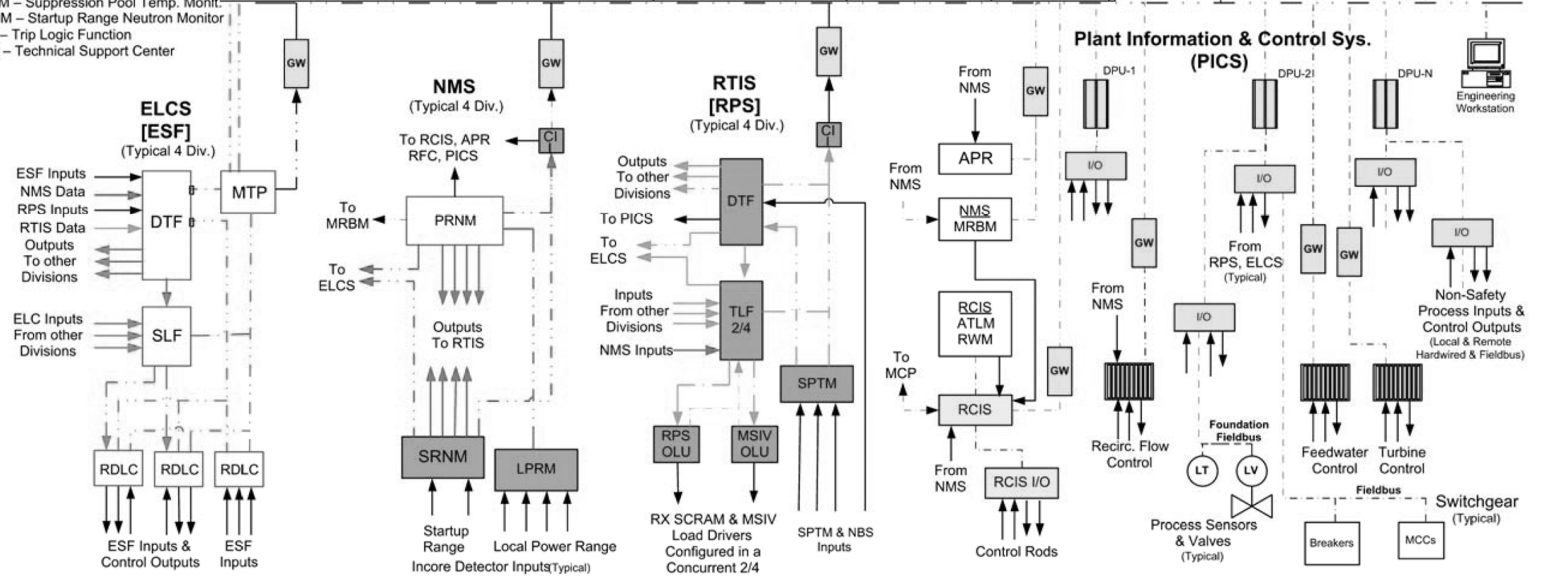 M – Suppression Pool Temp. Monit.
M – Startup Range Neutron Monitor
– Trip Logic Function
– Technical Support Center
ELCS
[ESF]
(Typical 4 Div.)
GW
ESF Inputs
NMS Data
RPS Inputs
RTIS Data
Outputs
To other
Divisions
DTF
MTP
ELC Inputs
From other
Divisions
SLF
RDLC
RDLC
RDLC
ESF Inputs &
Control Outputs
ESF
Inputs
NMS
(Typical 4 Div.)
GW
CI
To RCIS, APR
RFC, PICS
To
MRBM
PRNM
To
ELCS
Outputs
To RTIS
SRNM
LPRM
Startup
Range
Local Power Range
Incore Detector Inputs(Typical)
RTIS
[RPS]
(Typical 4 Div.)
GW
CI
Outputs
To other
Divisions
DTF
To PICS
To
ELCS
Inputs
From other
Divisions
TLF
2/4
NMS Inputs
SPTM
RPS
OLU
MSIV
OLU
RX SCRAM & MSIV
Load Drivers
Configured in a
Concurrent 2/4
SPTM & NBS
Inputs
From
NMS
GW
APR
From
NMS
NMS
MRBM
RCIS
ATLM
RWM
To
MCP
GW
RCIS
From
NMS
RCIS I/O
Control Rods
Plant Information & Control Sys.
(PICS)
DPU-1
I/O
GW
From
NMS
Recirc. Flow
Control
DPU-2
I/O
From
RPS, ELCS
(Typical)
I/O
GW
GW
Foundation
Fieldbus
LT
LV
Process Sensors
& Valves
(Typical)
DPU-N
I/O
Engineering
Workstation
I/O
Non-Safety
Process Inputs &
Control Outputs
(Local & Remote
Hardwired & Fieldbus)
Feedwater
Control
Turbine
Control
Fieldbus
Switchgear
(Typical)
Breakers
MCCs